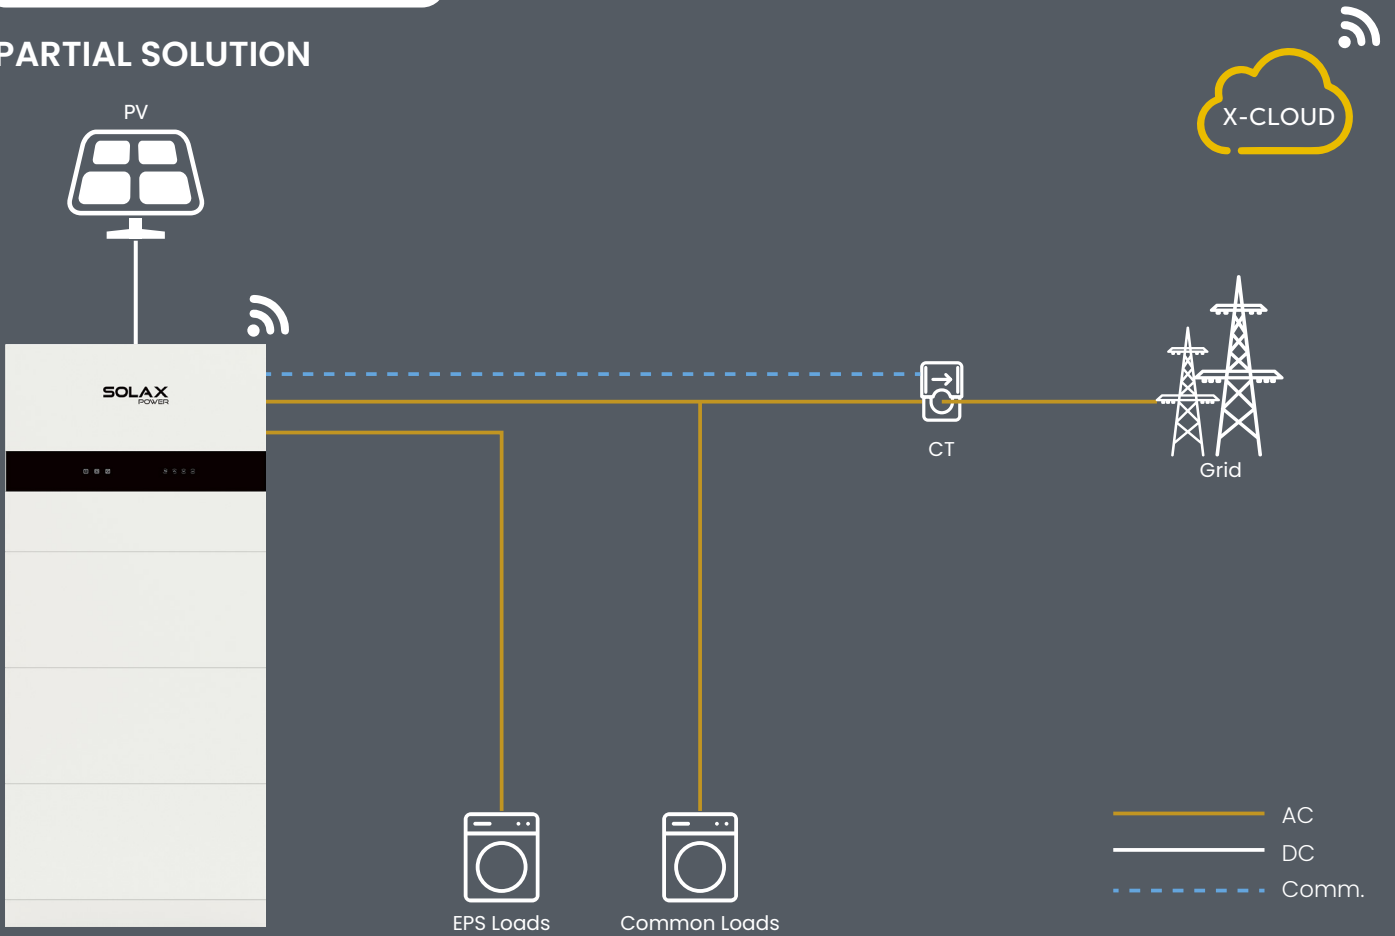 PARTIAL SOLUTION
PV
X-CLOUD
SOLAX
POWER
CT
Grid
EPS Loads
Common Loads
AC
DC
Comm.